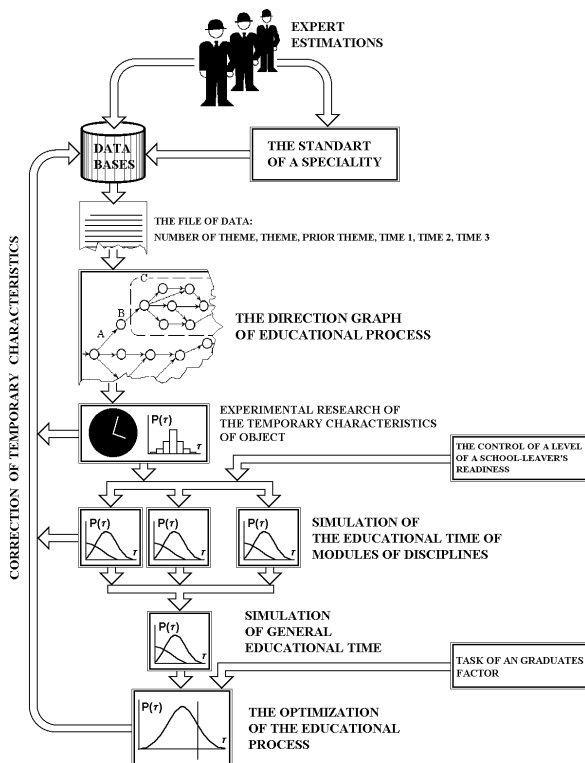 EXPERT
ESTIMATIONS
DATA
BASES
THE STANDART
OF A SPECIALITY
THE FILE OF DATA:
NUMBER OF THEME, THEME, PRIOR THEME, TIME 1, TIME 2, TIME 3
C
B
A
THE DIRECTION GRAPH
OF EDUCATIONAL PROCESS
CORRECTION OF TEMPORARY CHARACTERISTICS
P(τ)
τ
EXPERIMENTAL RESEARCH OF
THE TEMPORARY CHARACTERISTICS
OF OBJECT
THE CONTROL OF A LEVEL
OF A SCHOOL-LEAVER'S
READINESS
P(τ)
τ
P(τ)
τ
P(τ)
τ
SIMULATION OF
THE EDUCATIONAL TIME OF
MODULES OF DISCIPLINES
P(τ)
τ
SIMULATION
OF GENERAL
EDUCATIONAL TIME
TASK OF AN GRADUATES
FACTOR
P(τ)
τ
THE OPTIMIZATION
OF THE EDUCATIONAL
PROCESS